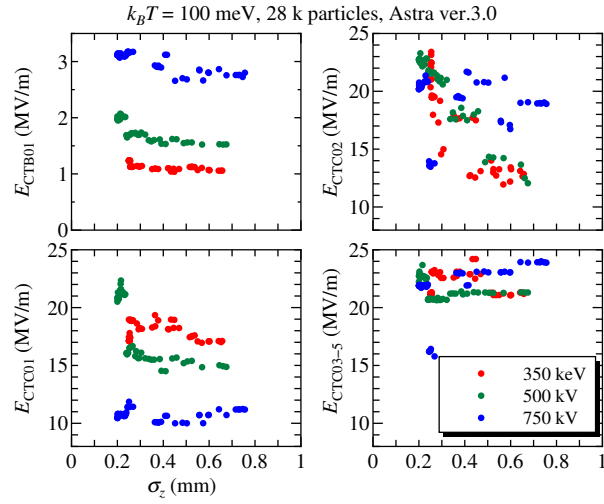 k_BT = 100 meV, 28 k particles, Astra ver.3.0
E_CTB01 (MV/m)
3
2
1
0
E_CTC02 (MV/m)
25
20
15
10
E_CTC01 (MV/m)
25
20
15
10
0 0.2 0.4 0.6 0.8 1
σ_z (mm)
E_CTC03−5 (MV/m)
25
20
15
10
350 keV
500 kV
750 kV
0 0.2 0.4 0.6 0.8 1